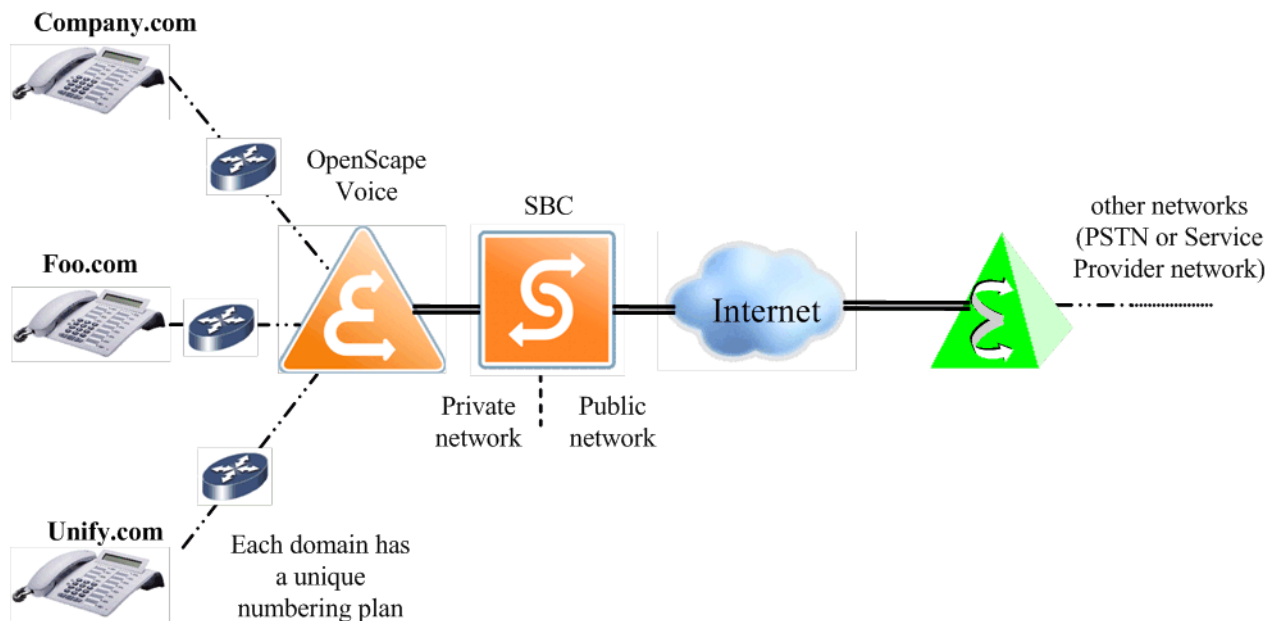 Company.com
OpenScape
Voice
SBC
other networks
(PSTN or Service
Provider network)
Foo.com
Internet
Private
network
Public
network
Unify.com
Each domain has
a unique
numbering plan